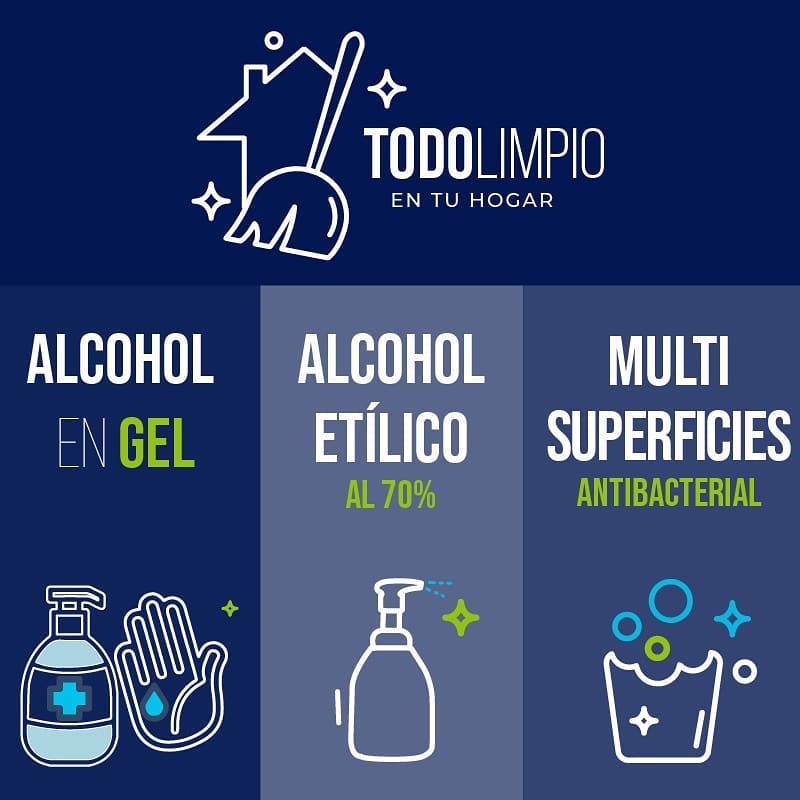 TODOLIMPIO
EN TU HOGAR
ALCOHOL
EN GEL
ALCOHOL
ETÍLICO
AL 70%
MULTI
SUPERFICIES
ANTIBACTERIAL